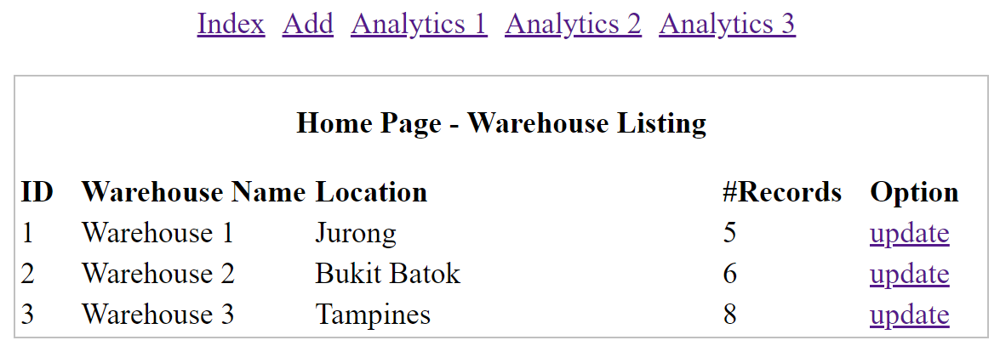 Index Add Analytics 1 Analytics 2 Analytics 3
Home Page - Warehouse Listing
ID Warehouse Name Location #Records Option
1 Warehouse 1 Jurong 5 update
2 Warehouse 2 Bukit Batok 6 update
3 Warehouse 3 Tampines 8 update